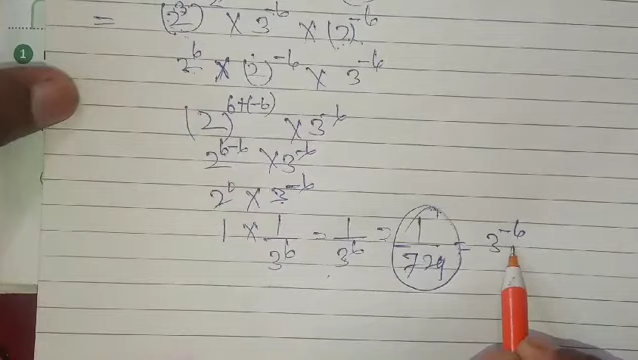 = (2³) × 3⁻⁶ × (2)⁻⁶
2⁶ × (2)⁻⁶ × 3⁻⁶
(2)⁶⁺⁽⁻⁶⁾ × 3⁻⁶
2⁶⁻⁶ × 3⁻⁶
2⁰ × 3⁻⁶
1 × 1/3⁶ = 1/3⁶ = 1/729 = 3⁻⁶
1